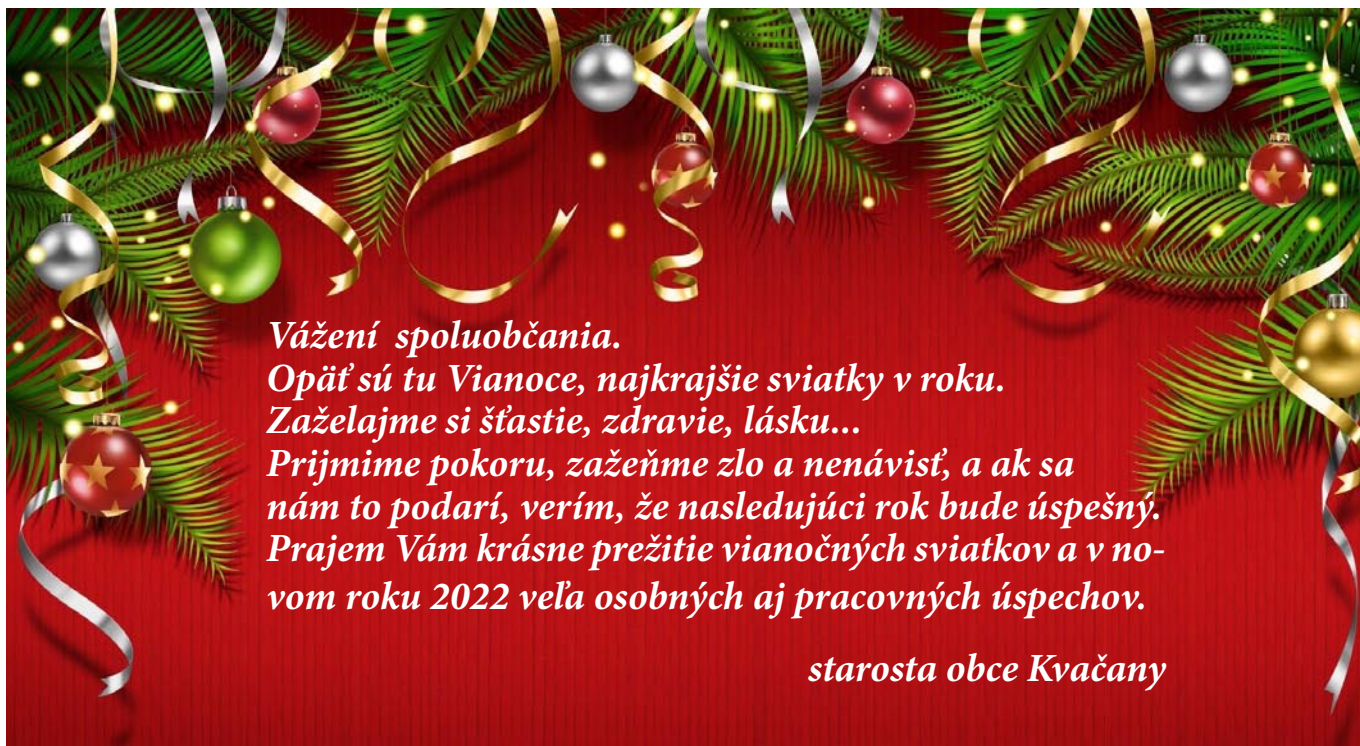 Vážení  spoluobčania.
Opäť sú tu Vianoce, najkrajšie sviatky v roku.
Zaželajme si šťastie, zdravie, lásku...
Prijmime pokoru, zažeňme zlo a nenávisť, a ak sa
nám to podarí, verím, že nasledujúci rok bude úspešný.
Prajem Vám krásne prežitie vianočných sviatkov a v no-
vom roku 2022 veľa osobných aj pracovných úspechov.
starosta obce Kvačany